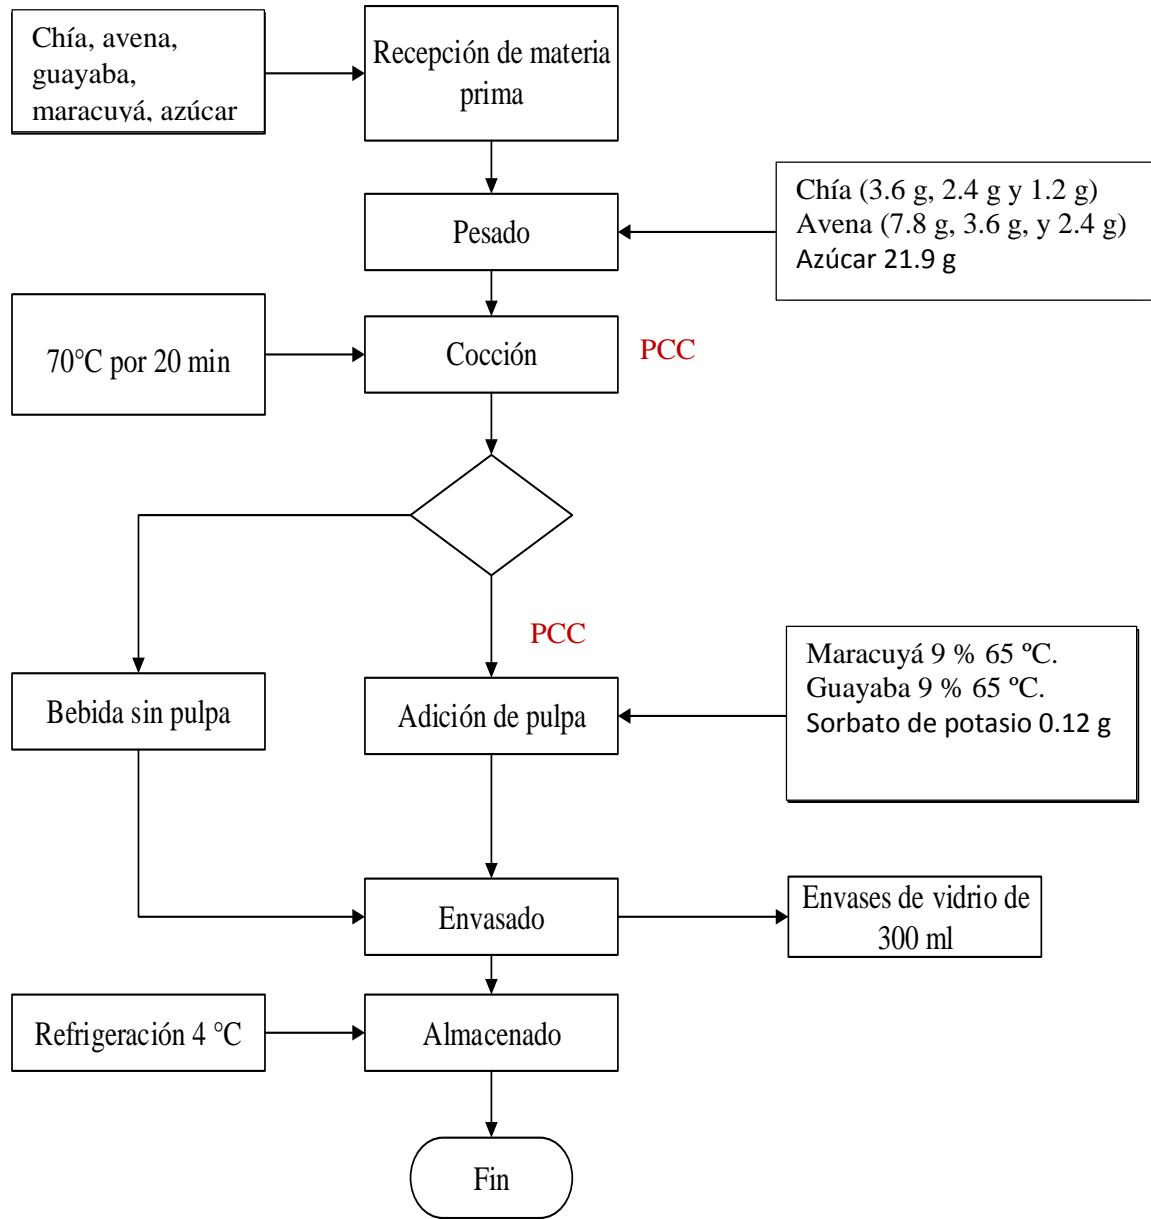 Chía, avena,
guayaba,
maracuyá, azúcar
Recepción de materia
prima
Chía (3.6 g, 2.4 g y 1.2 g)
Avena (7.8 g, 3.6 g, y 2.4 g)
Azúcar 21.9 g
Pesado
70°C por 20 min
Cocción
PCC
PCC
Maracuyá 9 % 65 ºC.
Guayaba 9 % 65 ºC.
Sorbato de potasio 0.12 g
Bebida sin pulpa
Adición de pulpa
Envasado
Envases de vidrio de
300 ml
Refrigeración 4 °C
Almacenado
Fin